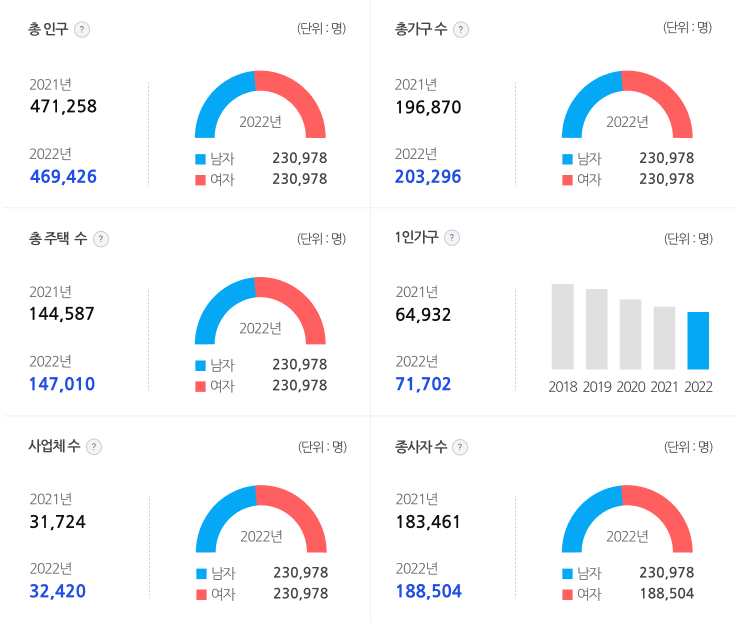 총 인구 ? (단위 : 명)
2021년
471,258
2022년
469,426
2022년
남자 230,978
여자 230,978
총가구 수 ? (단위 : 명)
2021년
196,870
2022년
203,296
2022년
남자 230,978
여자 230,978
총 주택 수 ? (단위 : 명)
2021년
144,587
2022년
147,010
2022년
남자 230,978
여자 230,978
1인가구 ? (단위 : 명)
2021년
64,932
2022년
71,702
2018 2019 2020 2021 2022
사업체 수 ? (단위 : 명)
2021년
31,724
2022년
32,420
2022년
남자 230,978
여자 230,978
종사자 수 ? (단위 : 명)
2021년
183,461
2022년
188,504
2022년
남자 230,978
여자 188,504